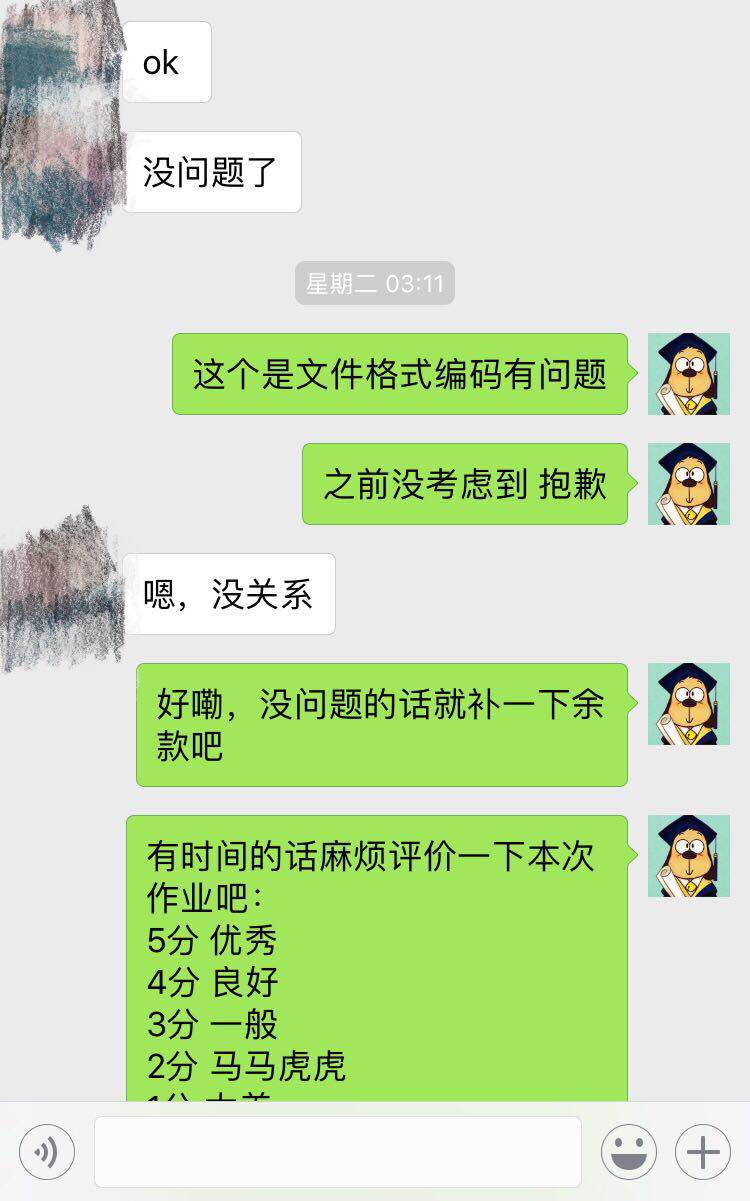 ok
没问题了
星期二 03:11
这个是文件格式编码有问题
之前没考虑到 抱歉
嗯，没关系
好嘞，没问题的话就补一下余
款吧
有时间的话麻烦评价一下本次
作业吧：
5分 优秀
4分 良好
3分 一般
2分 马马虎虎